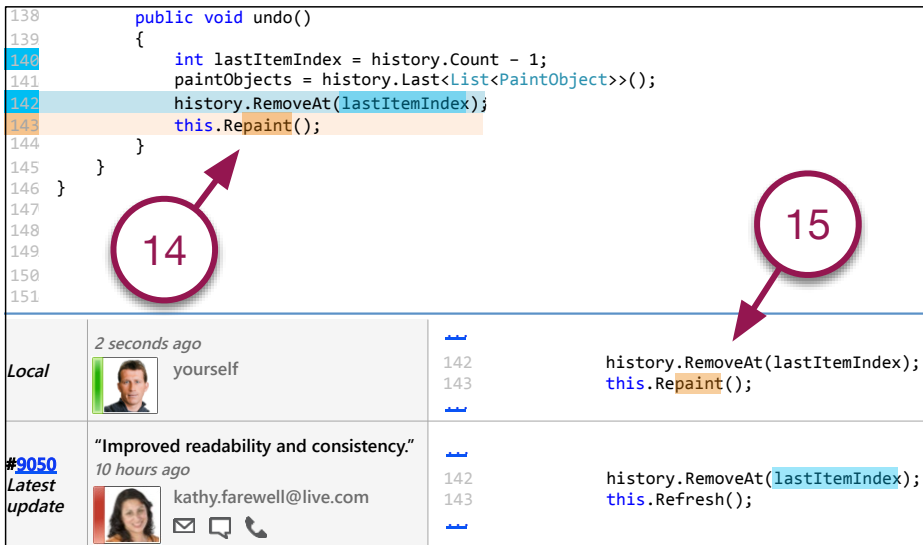 138 public void undo()
139 {
140 int lastItemIndex = history.Count – 1;
141 paintObjects = history.Last<List<PaintObject>>();
142 history.RemoveAt(lastItemIndex);
143 this.Repaint();
144 }
145 }
146 }
147
148
149
150
151
14
15
Local
2 seconds ago
yourself
...
142 history.RemoveAt(lastItemIndex);
143 this.Repaint();
...
#9050
Latest
update
“Improved readability and consistency.”
10 hours ago
kathy.farewell@live.com
...
142 history.RemoveAt(lastItemIndex);
143 this.Refresh();
...